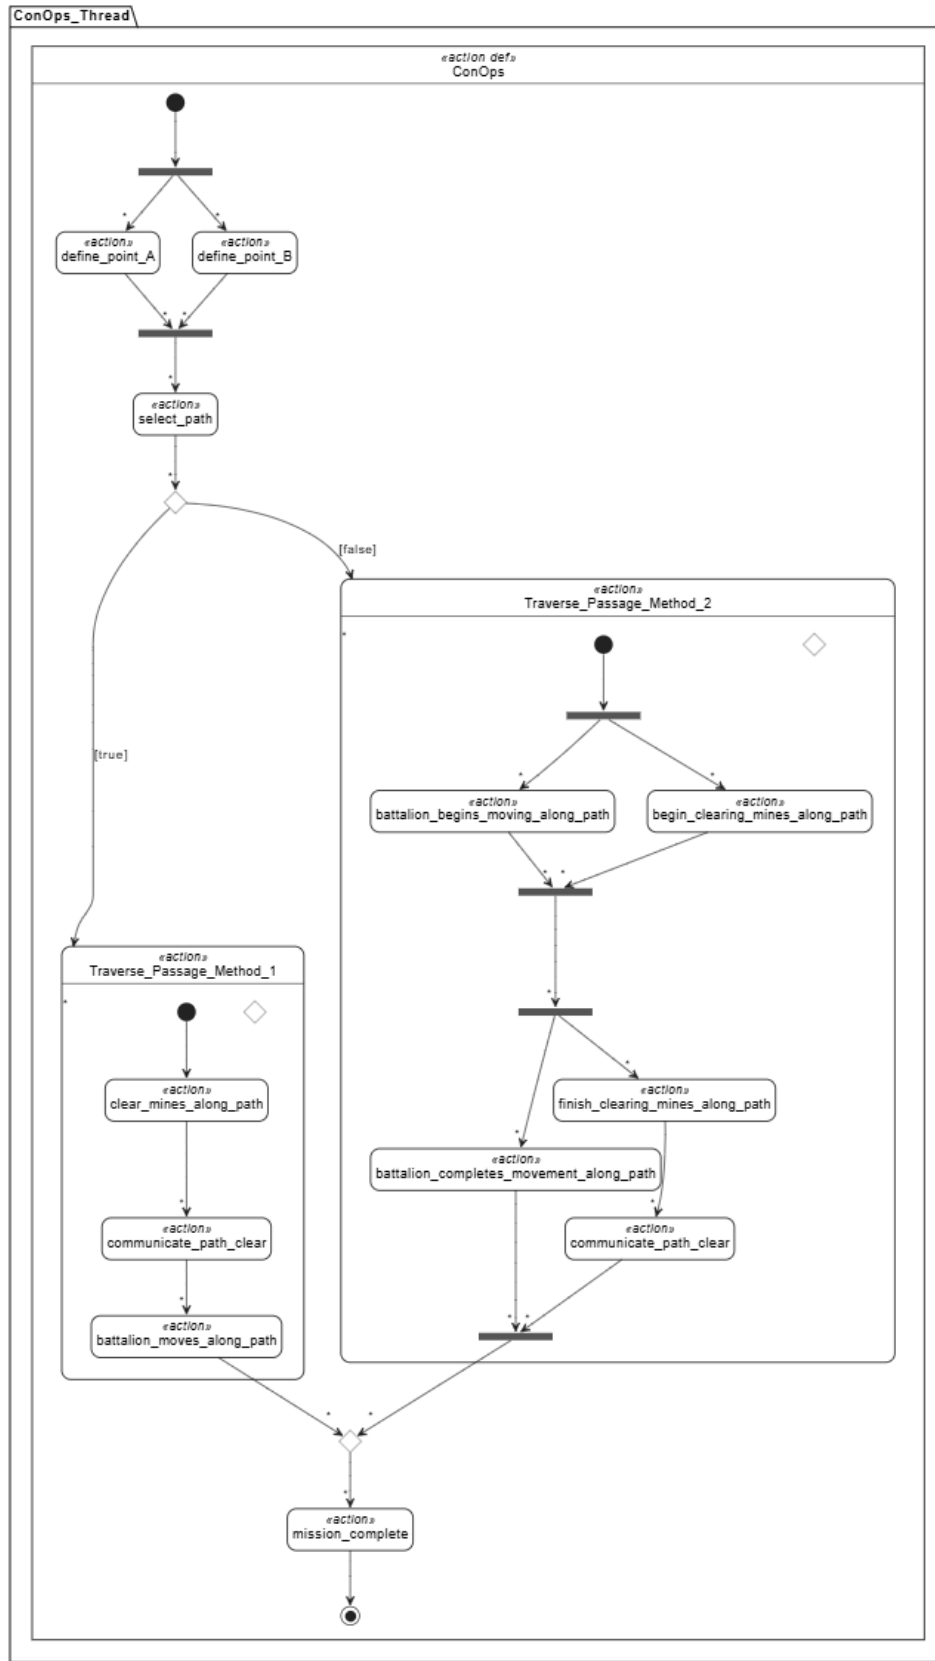 ConOps_Thread
«action def»
ConOps
«action»
define_point_A
«action»
define_point_B
«action»
select_path
[false]
«action»
Traverse_Passage_Method_2
[true]
«action»
battalion_begins_moving_along_path
«action»
begin_clearing_mines_along_path
«action»
Traverse_Passage_Method_1
«action»
clear_mines_along_path
«action»
finish_clearing_mines_along_path
«action»
battalion_completes_movement_along_path
«action»
communicate_path_clear
«action»
communicate_path_clear
«action»
battalion_moves_along_path
«action»
mission_complete